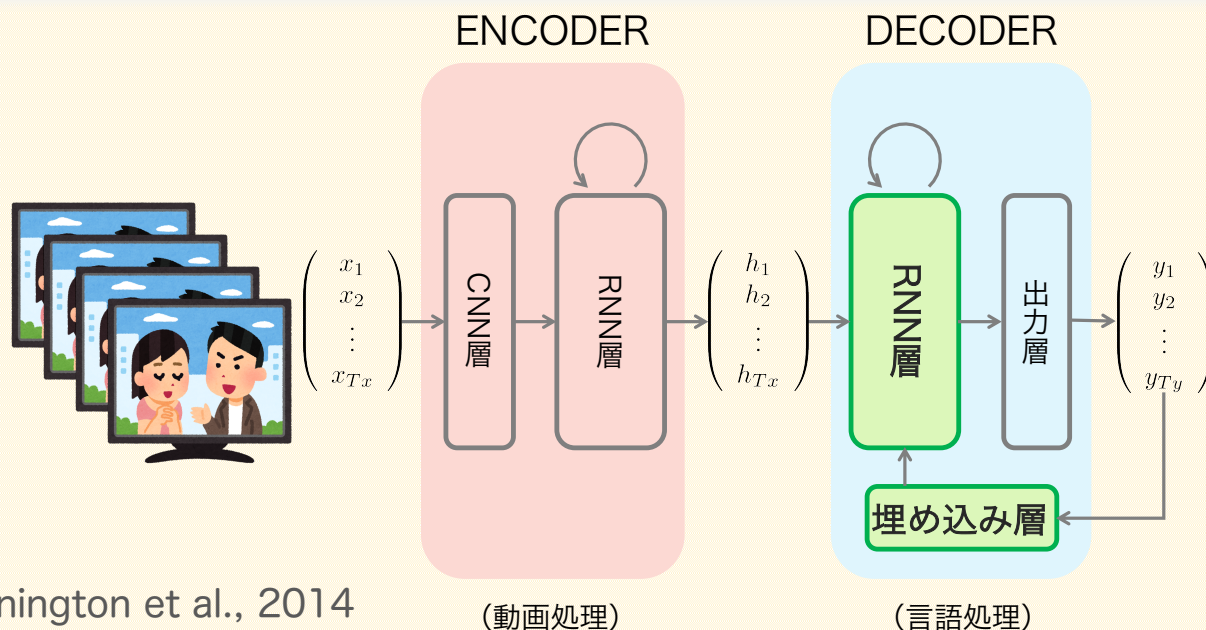 ENCODER
DECODER
x1
x2
⋮
xTx
CNN層
RNN層
h1
h2
⋮
hTx
RNN層
出力層
y1
y2
⋮
yTy
埋め込み層
nington et al., 2014
(動画処理)
(言語処理)